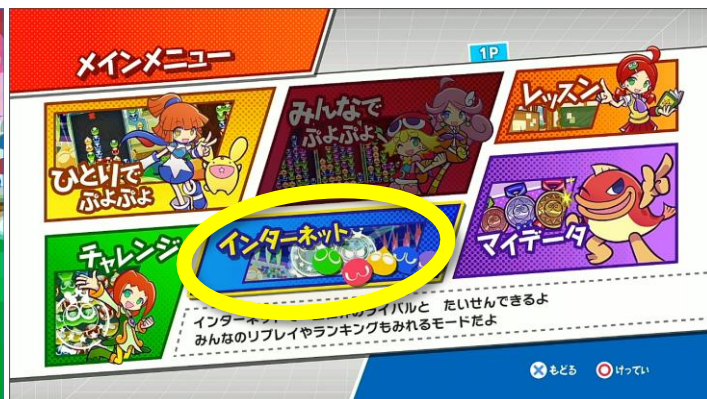 メインメニュー
1P
ひとりで
ぷよぷよ
みんなで
ぷよぷよ
レッスン
チャレンジ
インターネット
マイデータ
インターネット
のライバルと たいせんできるよ
みんなのリプレイやランキングもみれるモードだよ
もどる
けってい